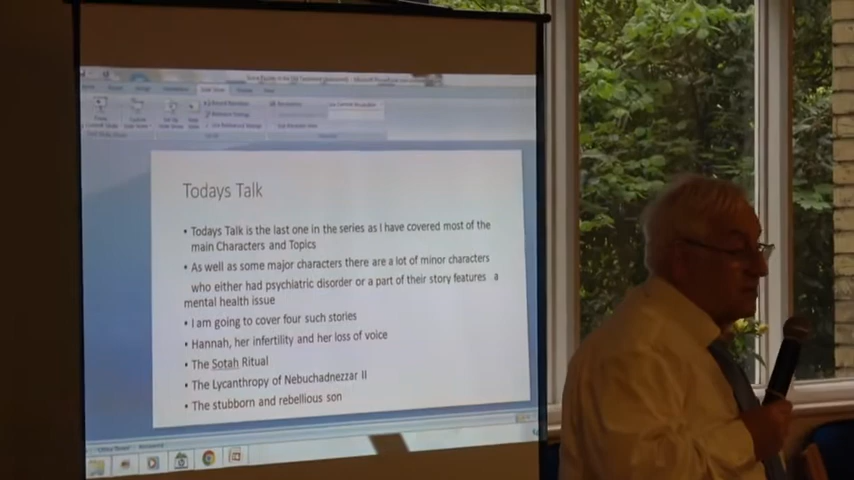 Todays Talk
• Todays Talk is the last one in the series as I have covered most of the
main Characters and Topics
• As well as some major characters there are a lot of minor characters
who either had psychiatric disorder or a part of their story features a
mental health issue
• I am going to cover four such stories
• Hannah, her infertility and her loss of voice
• The Sotah Ritual
• The Lycanthropy of Nebuchadnezzar II
• The stubborn and rebellious son